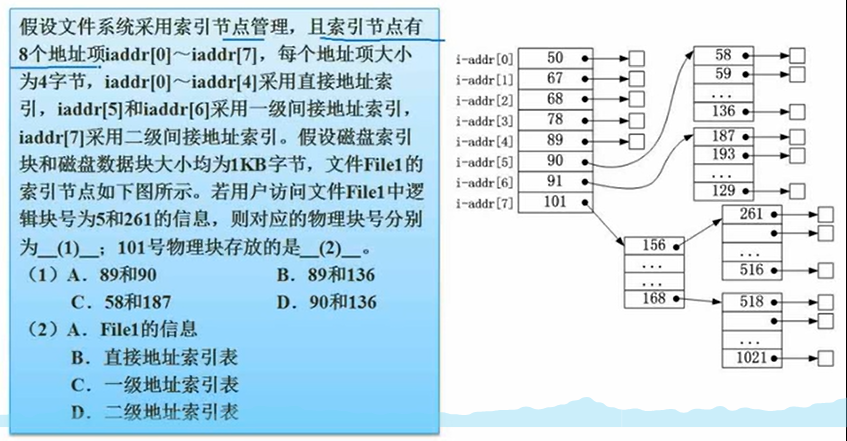 假设文件系统采用索引节点管理，且索引节点有
8个地址项iaddr[0]～iaddr[7]，每个地址项大小
为4字节，iaddr[0]～iaddr[4]采用直接地址索
引，iaddr[5]和iaddr[6]采用一级间接地址索引，
iaddr[7]采用二级间接地址索引。假设磁盘索引
块和磁盘数据块大小均为1KB字节，文件File1的
索引节点如下图所示。若用户访问文件File1中逻
辑块号为5和261的信息，则对应的物理块号分别
为__(1)__；101号物理块存放的是__(2)__。
（1）A．89和90 B．89和136
C．58和187 D．90和136
（2）A．File1的信息
B．直接地址索引表
C．一级地址索引表
D．二级地址索引表
i-addr[0] 50
i-addr[1] 67
i-addr[2] 68
i-addr[3] 78
i-addr[4] 89
i-addr[5] 90
i-addr[6] 91
i-addr[7] 101
58
59
...
136
187
193
...
129
156
...
...
168
261
...
516
518
...
1021